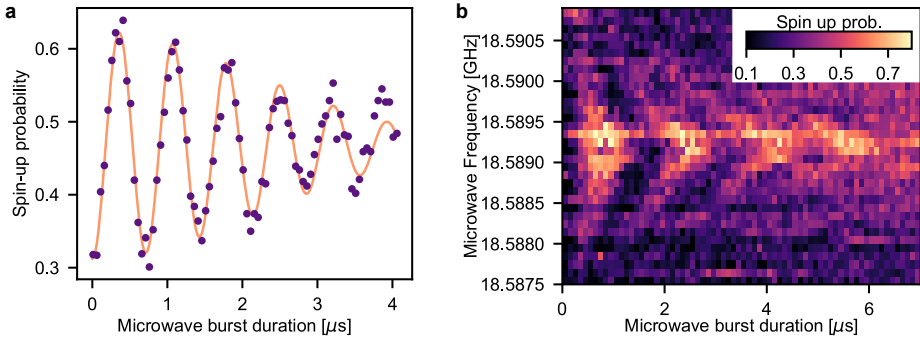 a
0.6
0.5
0.4
0.3
Spin-up probability
0 1 2 3 4
Microwave burst duration [μs]
b
Spin up prob.
0.1 0.3 0.5 0.7
18.5905
18.5900
18.5895
18.5890
18.5885
18.5880
18.5875
Microwave Frequency [GHz]
0 2 4 6
Microwave burst duration [μs]